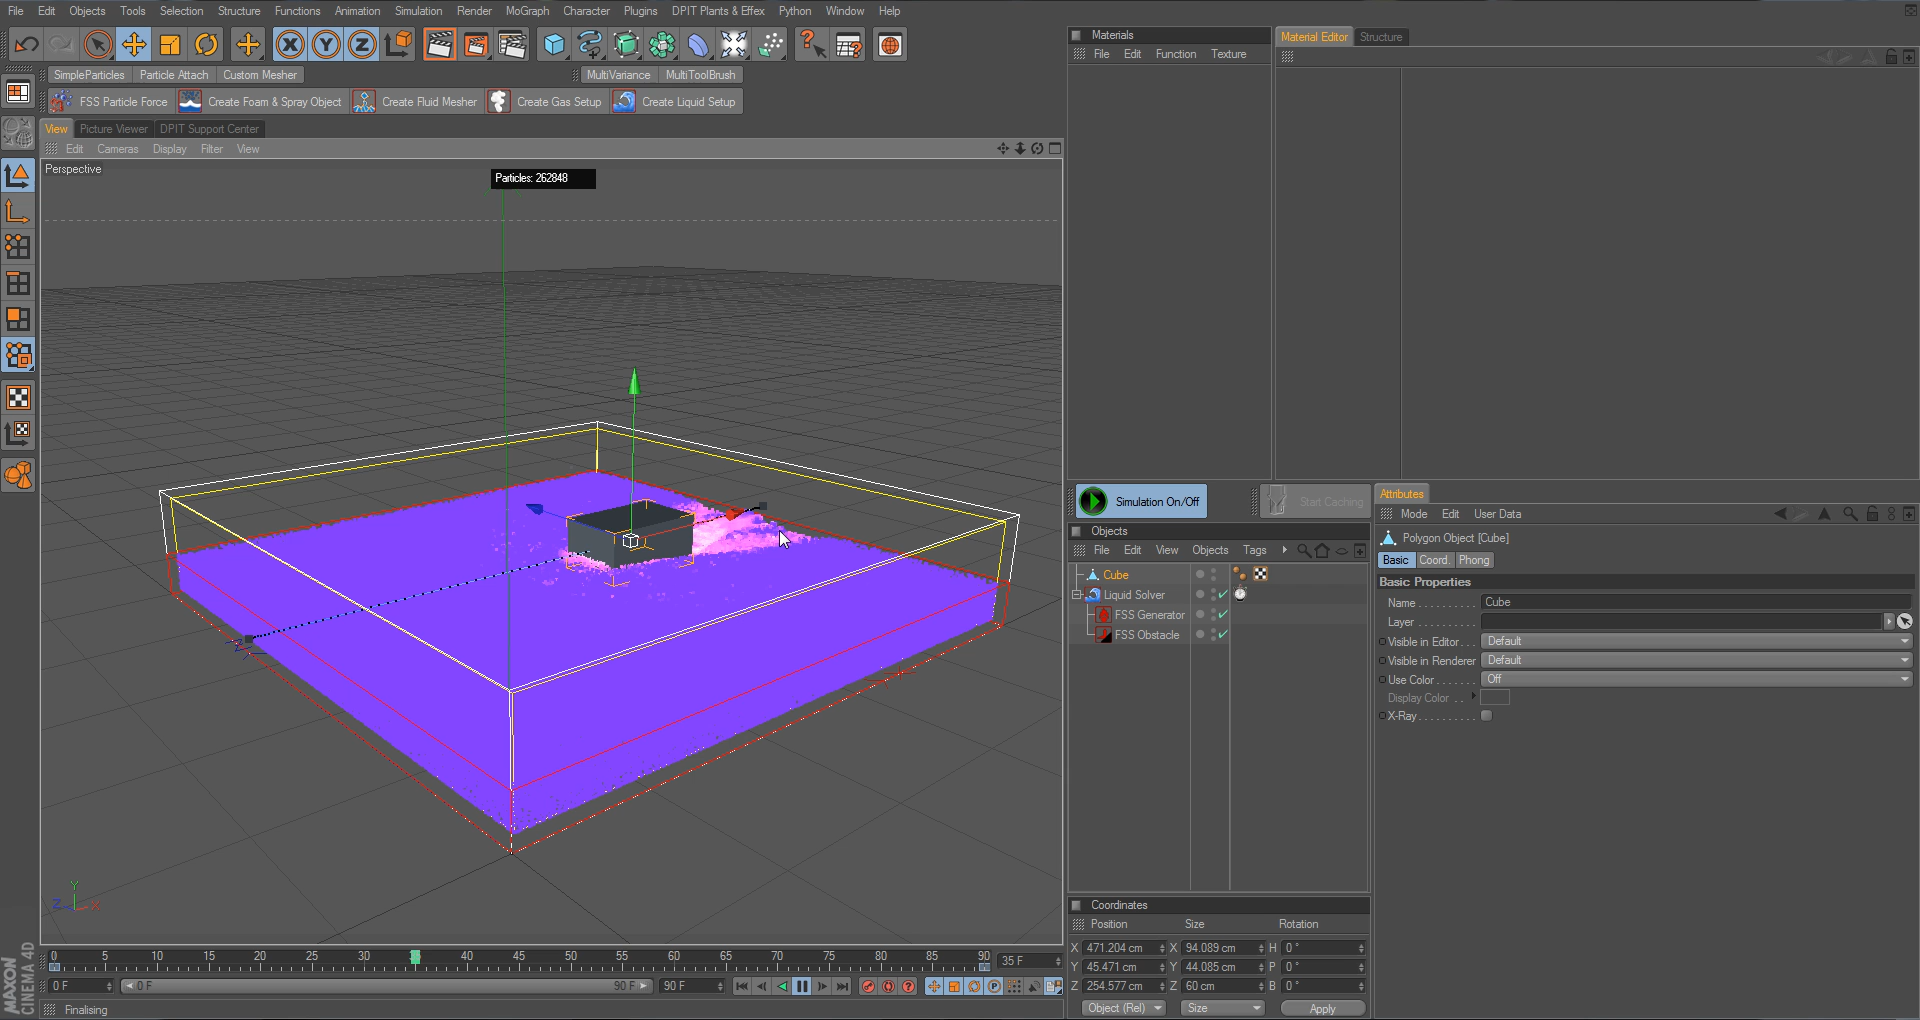 File Edit Objects Tools Selection Structure Functions Animation Simulation Render MoGraph Character Plugins DPIT Plants & Effex Python Window Help
SimpleParticles Particle Attach Custom Mesher MultiVariance MultiToolBrush
FSS Particle Force Create Foam & Spray Object Create Fluid Mesher Create Gas Setup Create Liquid Setup
View Picture Viewer DPIT Support Center
Edit Cameras Display Filter View
Perspective
Particles: 262848
Y
Z X
Materials
File Edit Function Texture
Material Editor Structure
Simulation On/Off Start Caching
Objects
File Edit View Objects Tags
Cube
Liquid Solver
FSS Generator
FSS Obstacle
Attributes
Mode Edit User Data
Polygon Object [Cube]
Basic Coord. Phong
Basic Properties
Name . . . . . . . . . . Cube
Layer . . . . . . . . . .
Visible in Editor . . . Default
Visible in Renderer Default
Use Color . . . . . . . Off
Display Color . .
X-Ray . . . . . . . . . .
Coordinates
Position Size Rotation
X 471.204 cm X 94.089 cm H 0 °
Y 45.471 cm Y 44.085 cm P 0 °
Z 254.577 cm Z 60 cm B 0 °
Object (Rel) Size Apply
0 5 10 15 20 25 30 35 40 45 50 55 60 65 70 75 80 85 90 35 F
0 F 0 F 90 F 90 F
Finalising
MAXON
CINEMA 4D